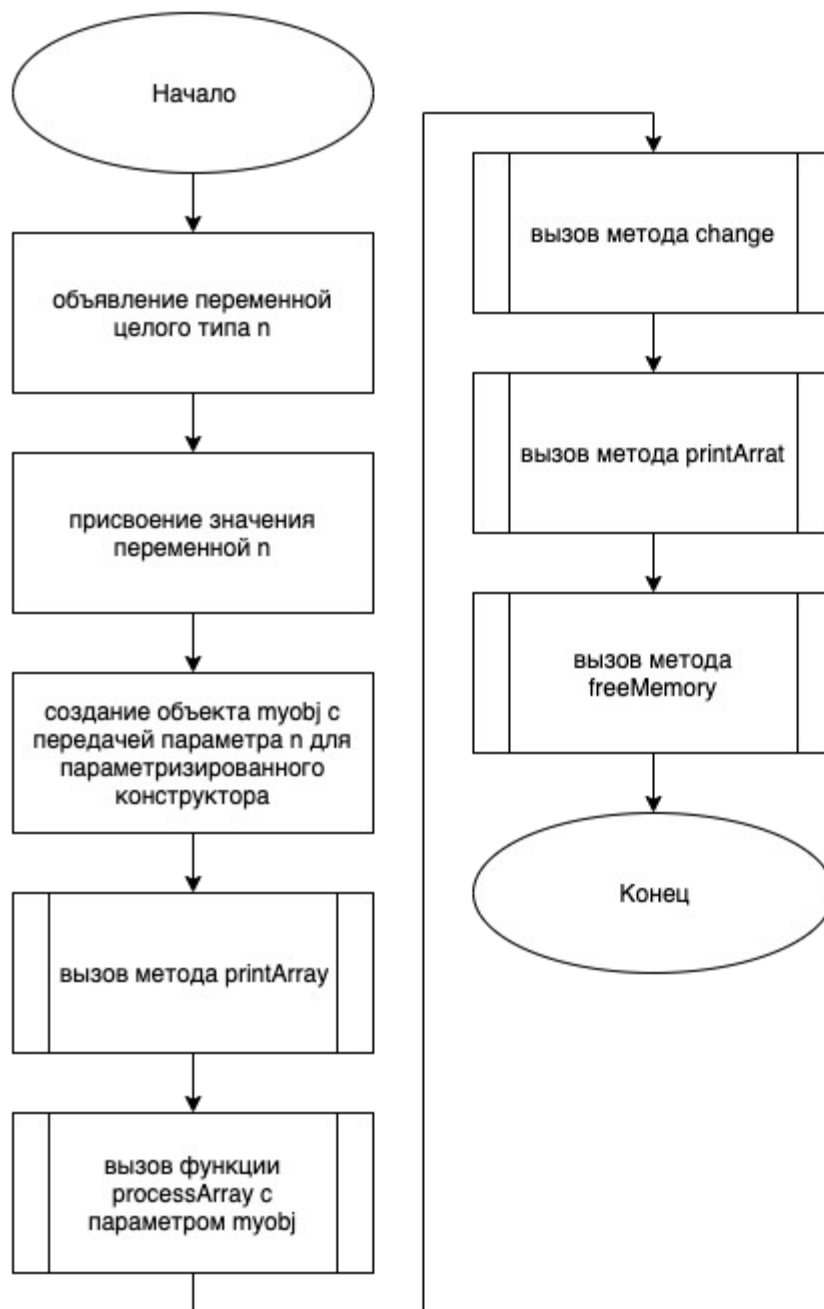 Начало
объявление переменной
целого типа n
присвоение значения
переменной n
создание объекта myobj с
передачей параметра n для
параметризированного
конструктора
вызов метода printArray
вызов функции
processArray с
параметром myobj
вызов метода change
вызов метода printArrat
вызов метода
freeMemory
Конец